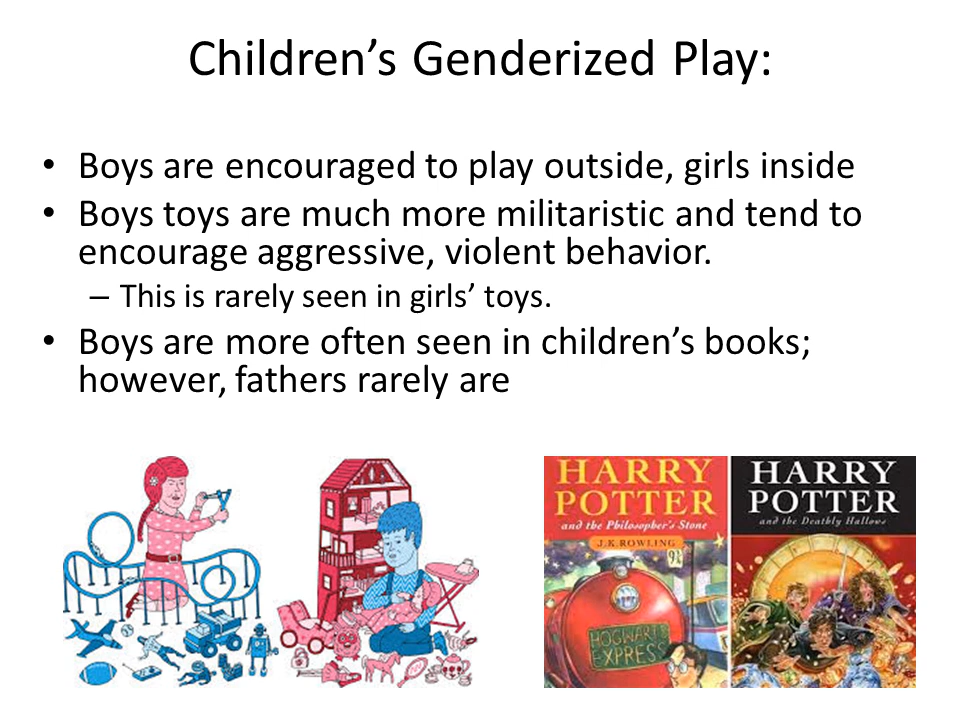 Children’s Genderized Play:
• Boys are encouraged to play outside, girls inside
• Boys toys are much more militaristic and tend to
encourage aggressive, violent behavior.
– This is rarely seen in girls’ toys.
• Boys are more often seen in children’s books;
however, fathers rarely are
HARRY
POTTER
and the Philosopher's Stone
J.K.ROWLING
9¾
HOGWARTS
EXPRESS
HARRY
POTTER
and the Deathly Hallows